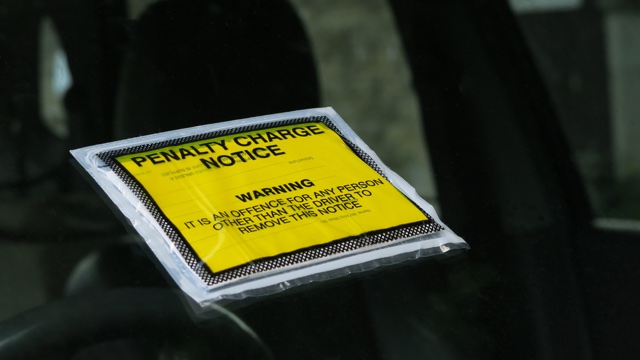 PENALTY CHARGE
NOTICE
WARNING
IT IS AN OFFENCE FOR ANY PERSON
OTHER THAN THE DRIVER TO
REMOVE THIS NOTICE